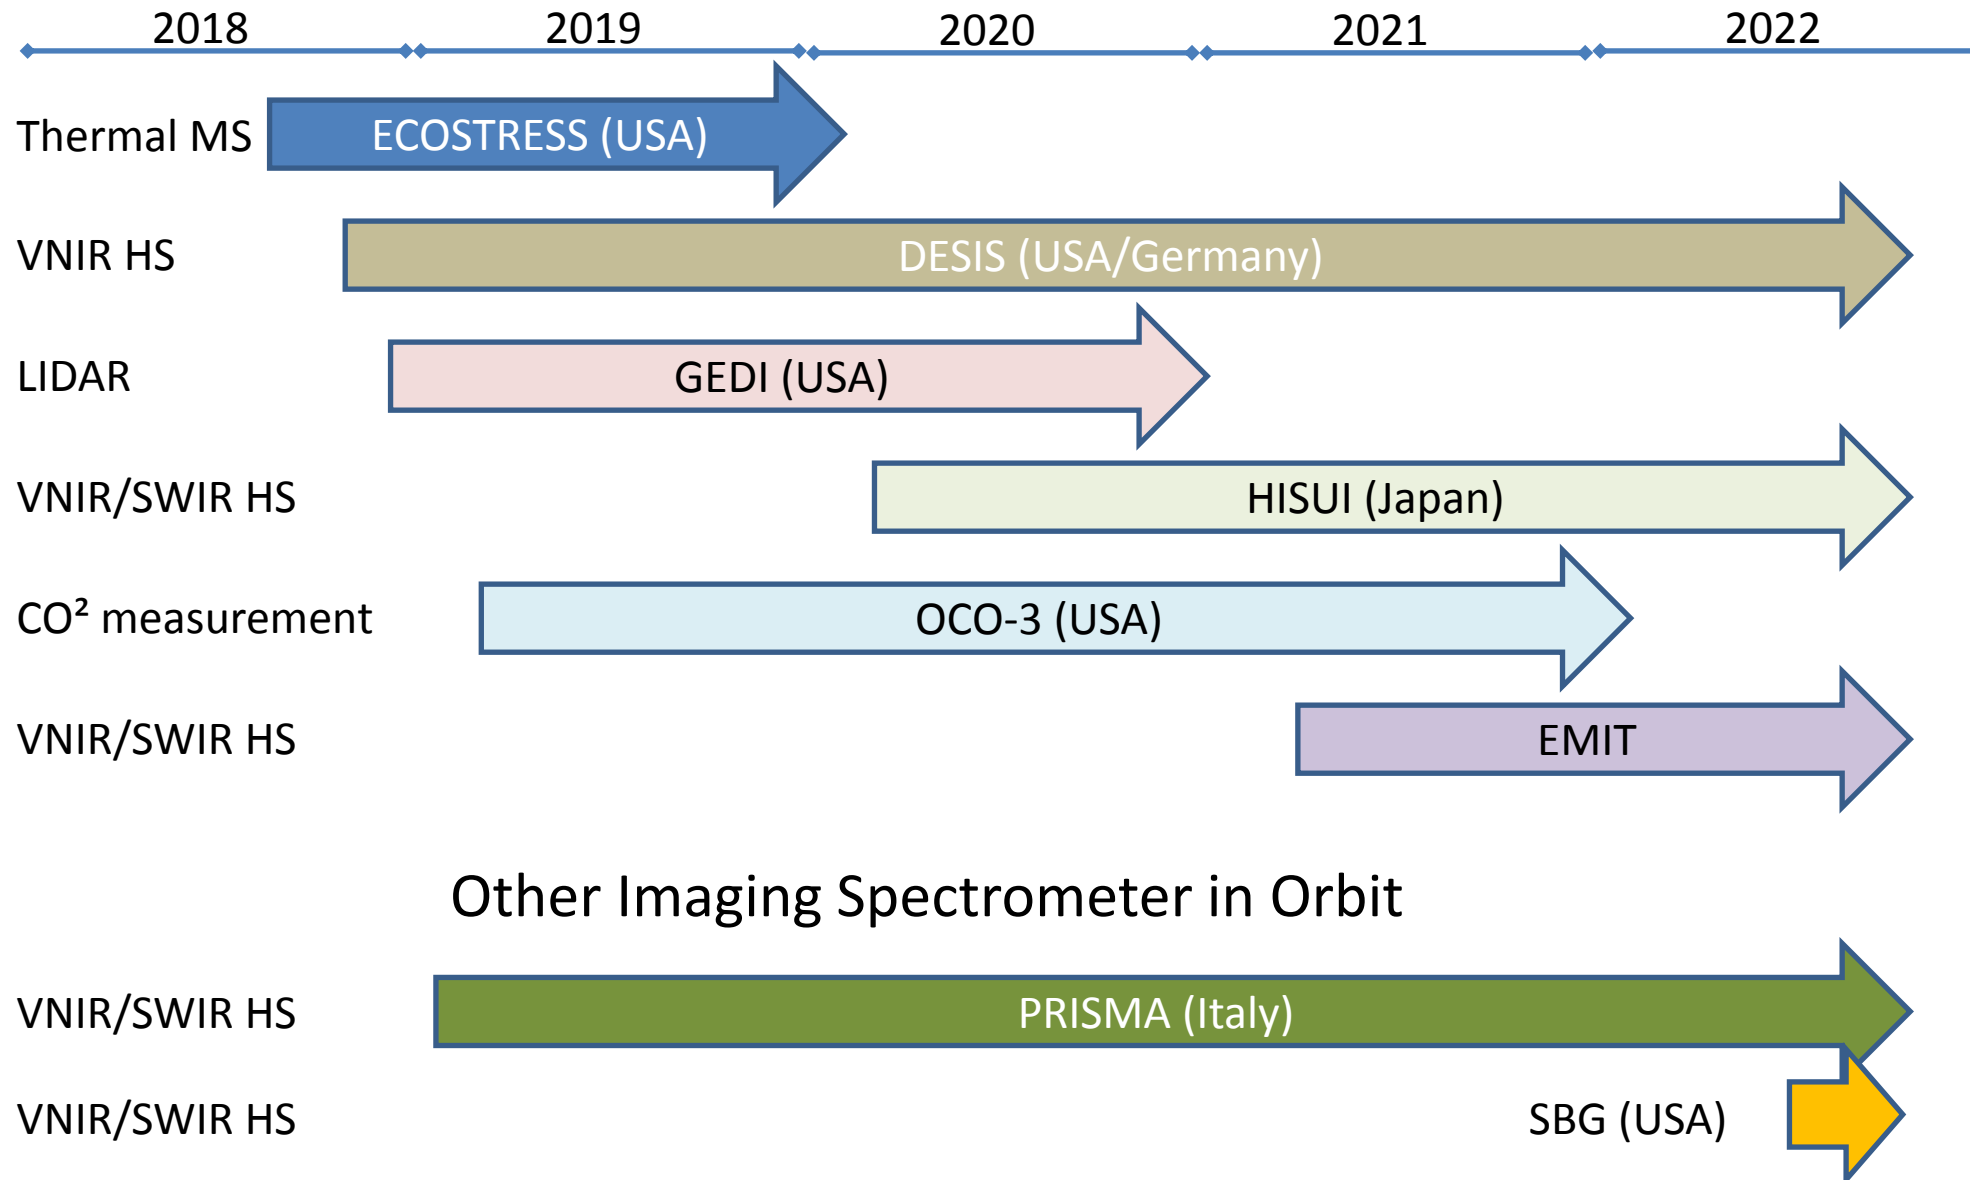 2018 2019 2020 2021 2022
Thermal MS ECOSTRESS (USA)
VNIR HS DESIS (USA/Germany)
LIDAR GEDI (USA)
VNIR/SWIR HS HISUI (Japan)
CO² measurement OCO-3 (USA)
VNIR/SWIR HS EMIT
Other Imaging Spectrometer in Orbit
VNIR/SWIR HS PRISMA (Italy)
VNIR/SWIR HS SBG (USA)